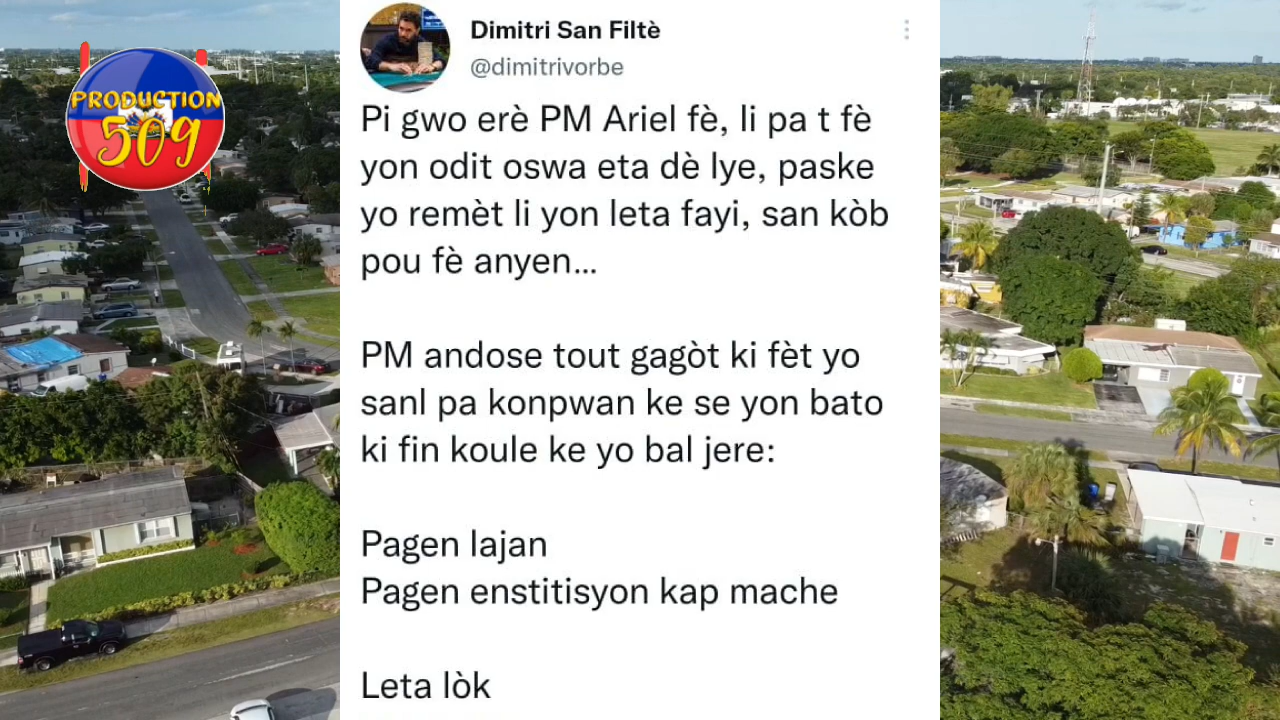 PRODUCTION
509
Dimitri San Filtè
@dimitrivorbe
Pi gwo erè PM Ariel fè, li pa t fè
yon odit oswa eta dè lye, paske
yo remèt li yon leta fayi, san kòb
pou fè anyen...
PM andose tout gagòt ki fèt yo
sanl pa konpwan ke se yon bato
ki fin koule ke yo bal jere:
Pagen lajan
Pagen enstitisyon kap mache
Leta lòk